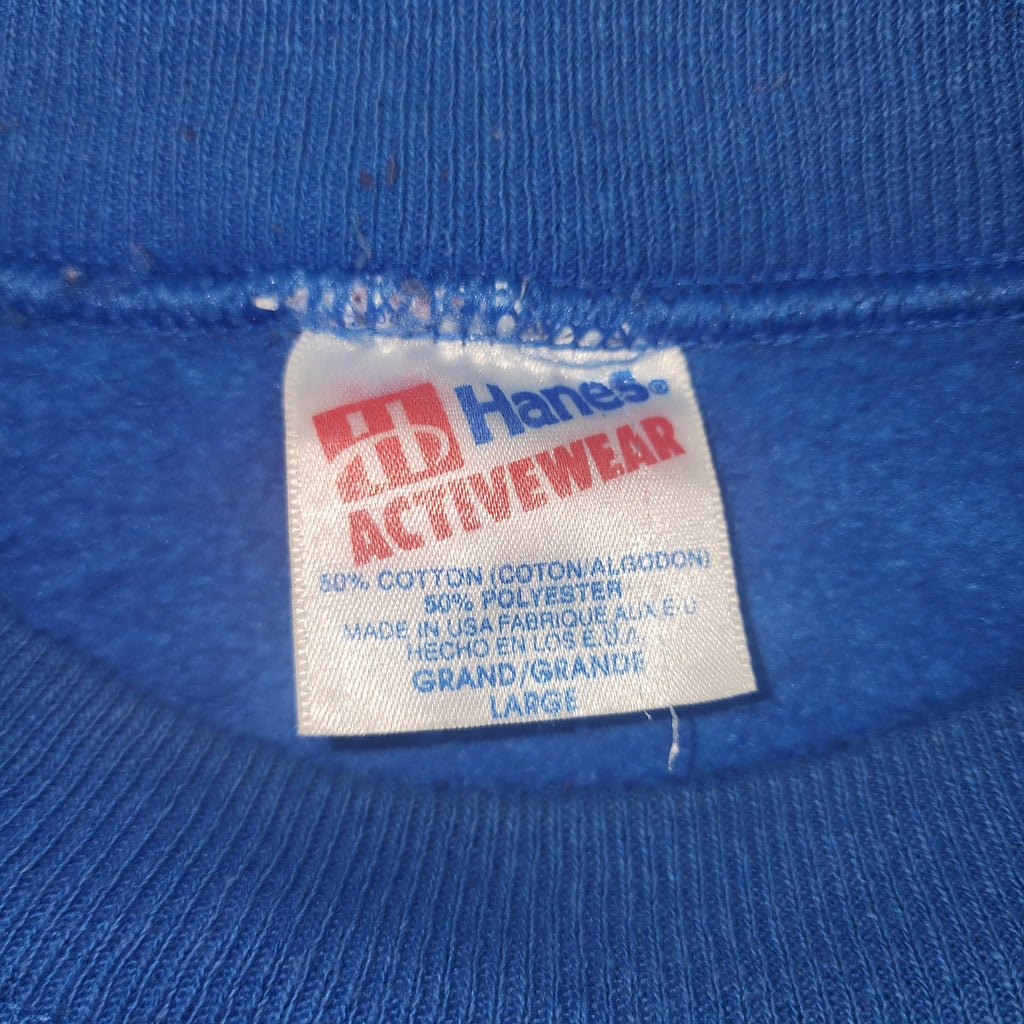 Hanes®
ACTIVEWEAR
50% COTTON (COTON/ALGODON)
50% POLYESTER
MADE IN USA FABRIQUE AUX E.U
HECHO EN LOS E.U.A.
GRAND/GRANDE
LARGE